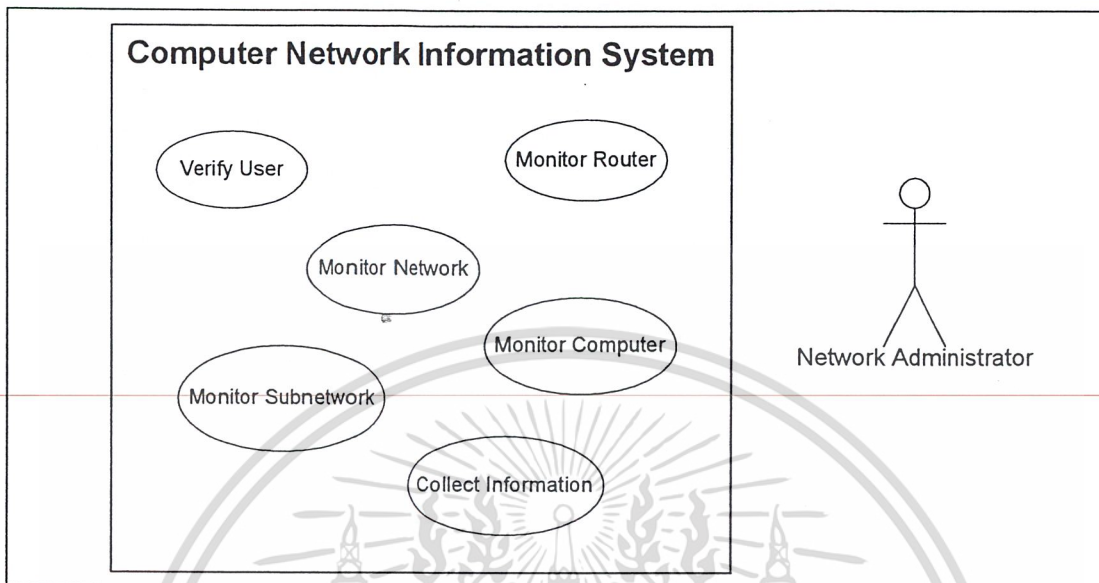 Computer Network Information System
Verify User
Monitor Router
Monitor Network
Monitor Computer
Network Administrator
Monitor Subnetwork
Collect Information